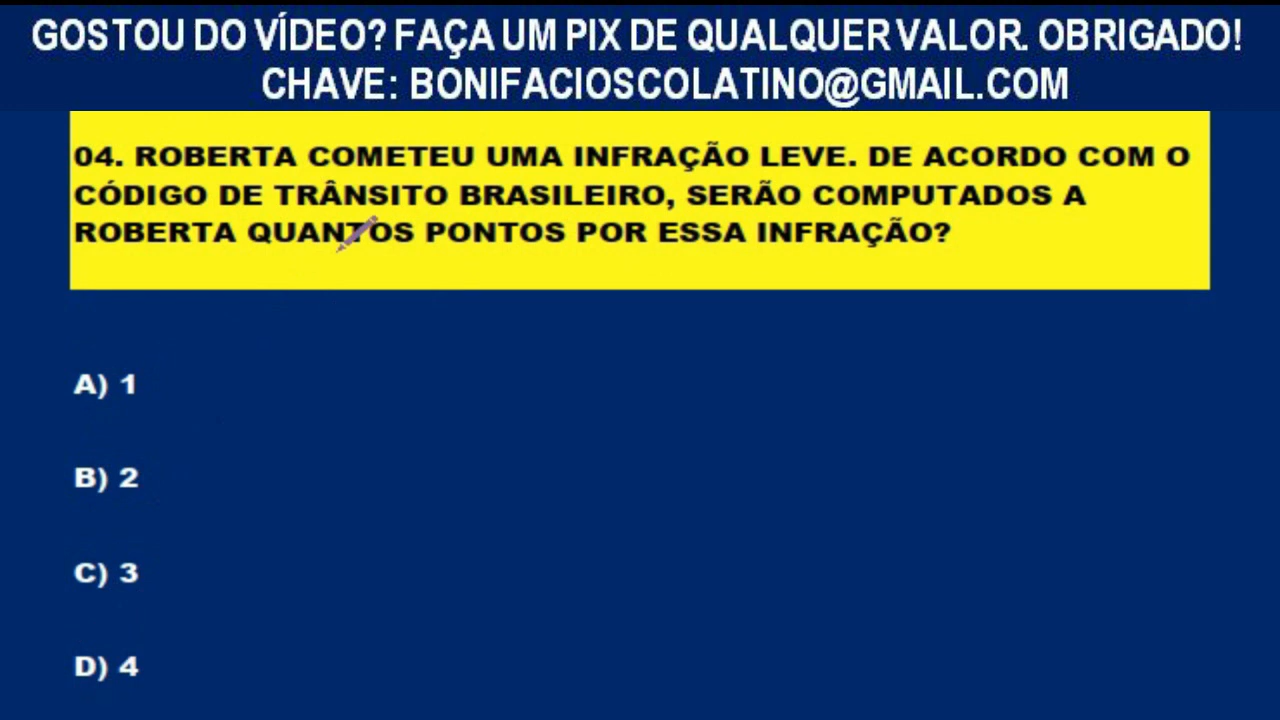 GOSTOU DO VÍDEO? FAÇA UM PIX DE QUALQUER VALOR. OBRIGADO!
CHAVE: BONIFACIOSCOLATINO@GMAIL.COM
04. ROBERTA COMETEU UMA INFRAÇÃO LEVE. DE ACORDO COM O
CÓDIGO DE TRÂNSITO BRASILEIRO, SERÃO COMPUTADOS A
ROBERTA QUANTOS PONTOS POR ESSA INFRAÇÃO?
A) 1
B) 2
C) 3
D) 4